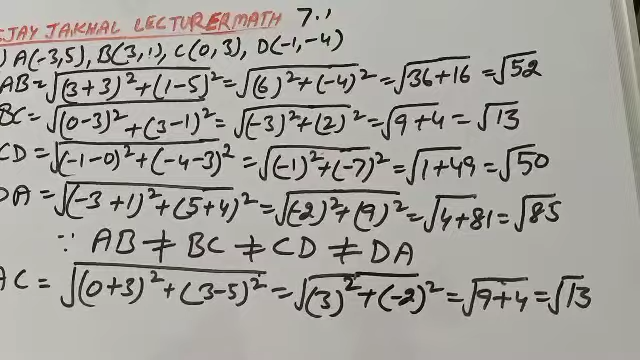 EJAY JAKHAL LECTURER MATH 7.1
) A(-3,5), B(3,1), C(0,3), D(-1,-4)
AB = √(3+3)²+(1-5)² = √(6)²+(-4)² = √36+16 = √52
BC = √(0-3)²+(3-1)² = √(-3)²+(2)² = √9+4 = √13
CD = √(-1-0)²+(-4-3)² = √(-1)²+(-7)² = √1+49 = √50
DA = √(-3+1)²+(5+4)² = √(-2)²+(9)² = √4+81 = √85
∵ AB ≠ BC ≠ CD ≠ DA
AC = √(0+3)²+(3-5)² = √(3)²+(-2)² = √9+4 = √13